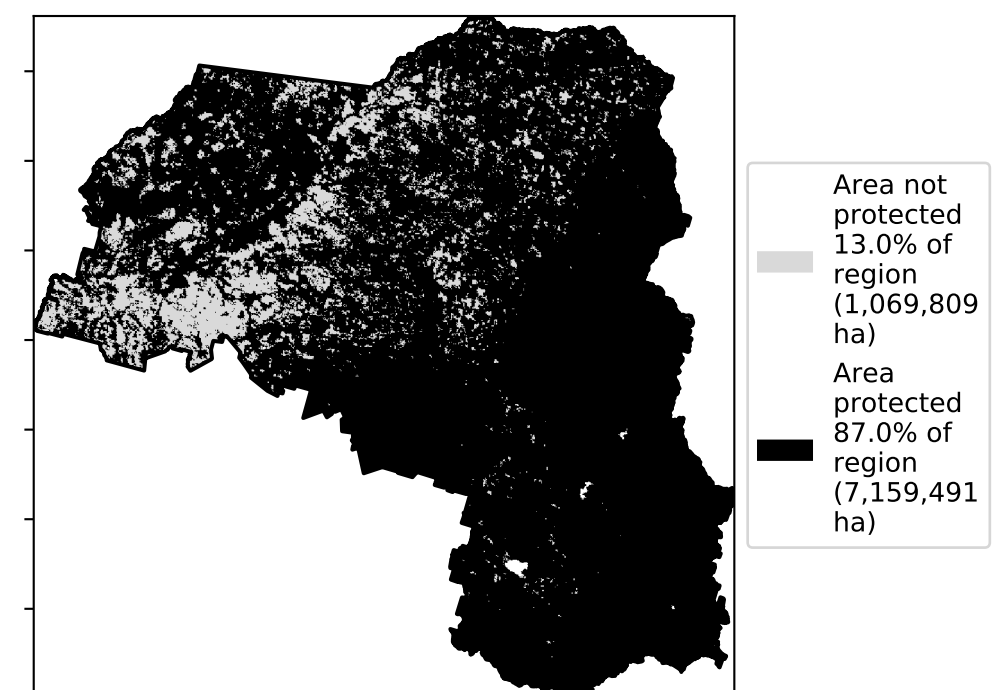 Area not
protected
13.0% of
region
(1,069,809
ha)
Area
protected
87.0% of
region
(7,159,491
ha)